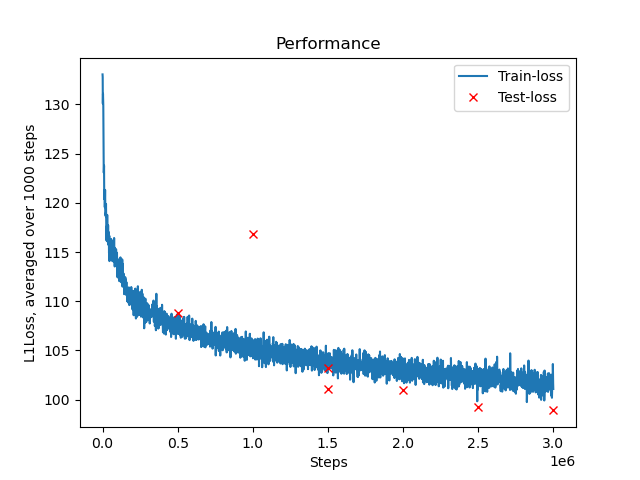 Performance
Train-loss
Test-loss
L1Loss, averaged over 1000 steps
130
125
120
115
110
105
100
0.0 0.5 1.0 1.5 2.0 2.5 3.0
1e6
Steps